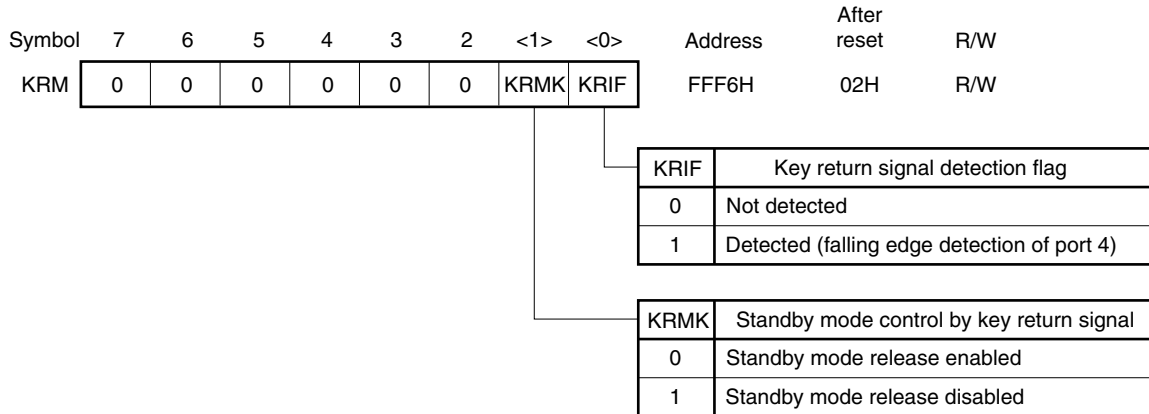 After
Symbol 7 6 5 4 3 2 <1> <0> Address reset R/W
KRM 0 0 0 0 0 0 KRMK KRIF FFF6H 02H R/W
KRIF Key return signal detection flag
0 Not detected
1 Detected (falling edge detection of port 4)
KRMK Standby mode control by key return signal
0 Standby mode release enabled
1 Standby mode release disabled